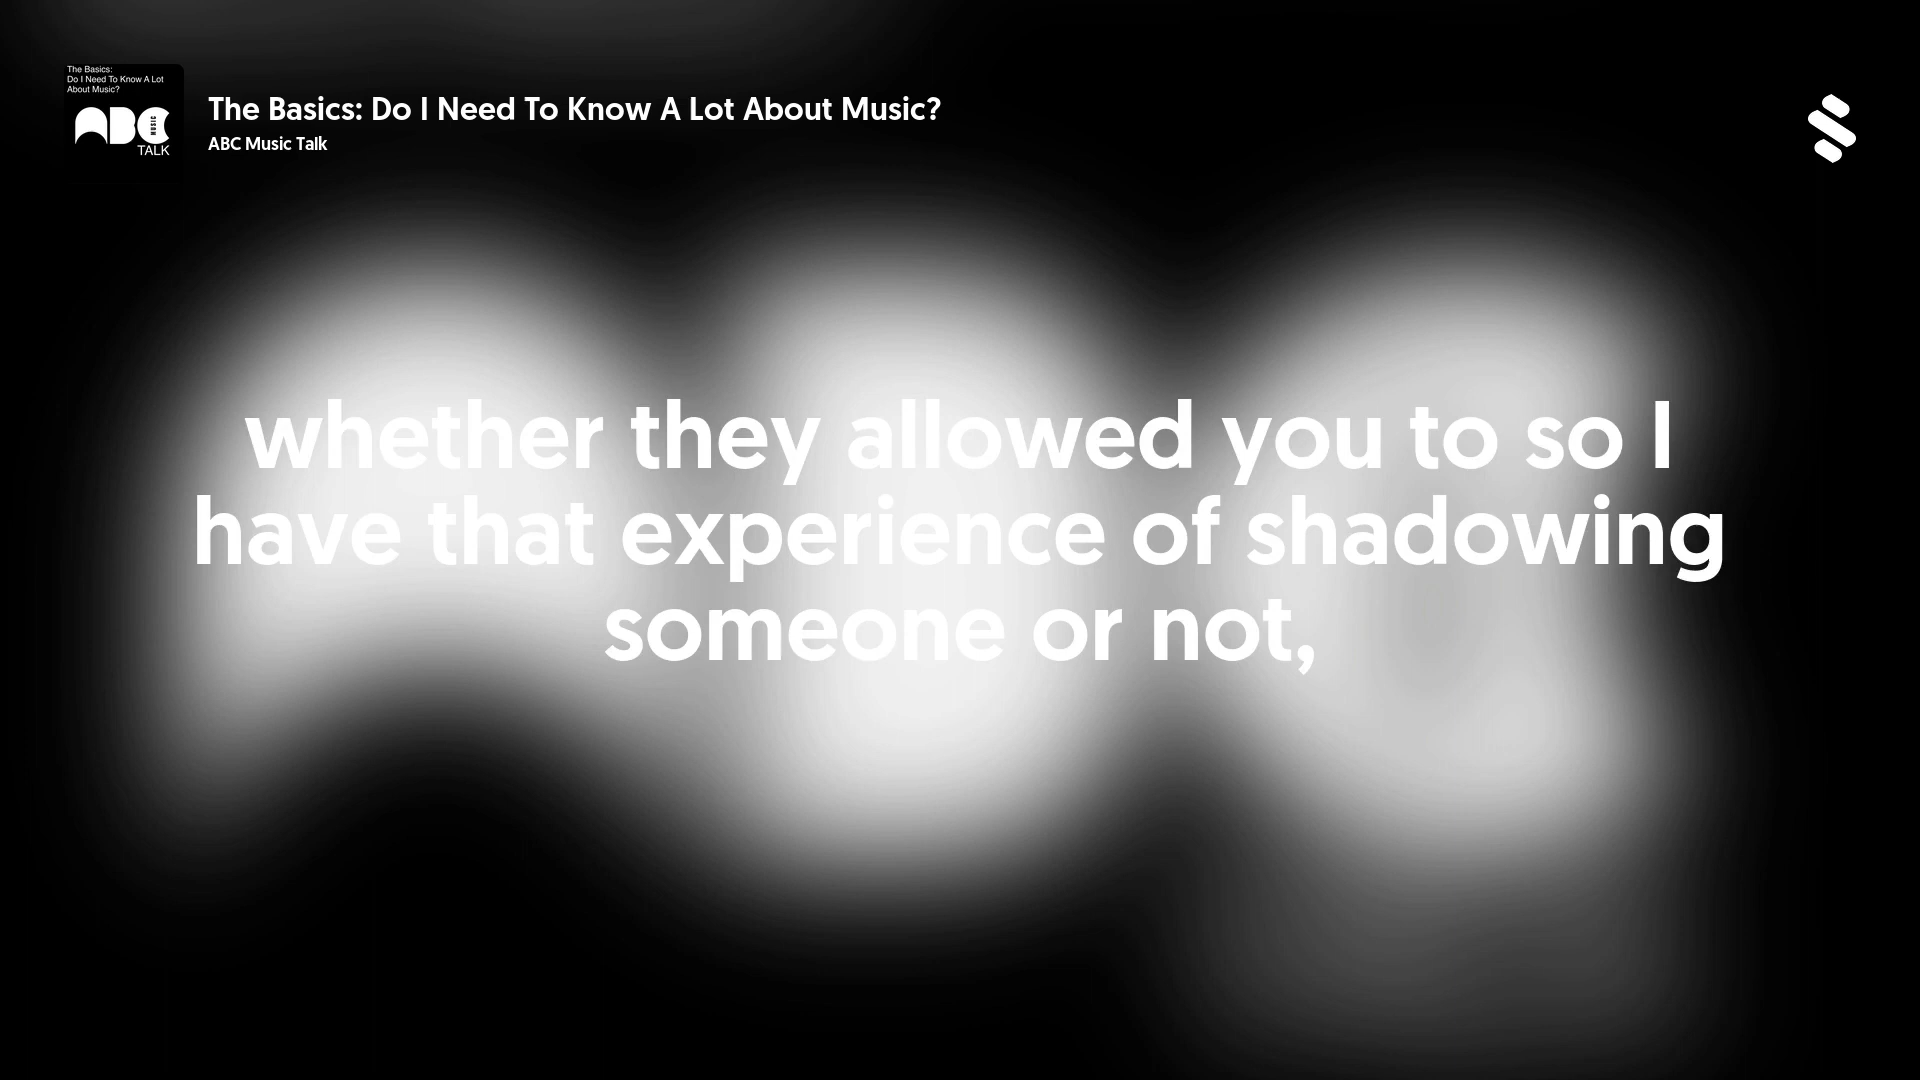 The Basics:
Do I Need To Know A Lot
About Music?
ABC
MUSIC
TALK
The Basics: Do I Need To Know A Lot About Music?
ABC Music Talk
whether they allowed you to so I
have that experience of shadowing
someone or not,